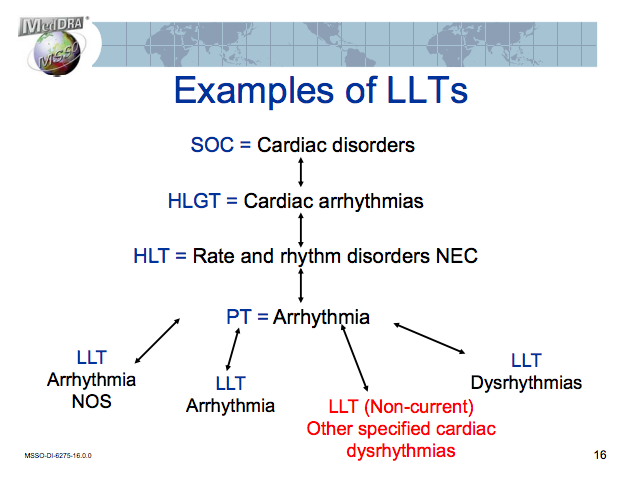 MedDRA
MSSO
Examples of LLTs
SOC = Cardiac disorders
HLGT = Cardiac arrhythmias
HLT = Rate and rhythm disorders NEC
PT = Arrhythmia
LLT
Arrhythmia
NOS
LLT
Arrhythmia
LLT (Non-current)
Other specified cardiac
dysrhythmias
LLT
Dysrhythmias
MSSO-DI-6275-16.0.0
16